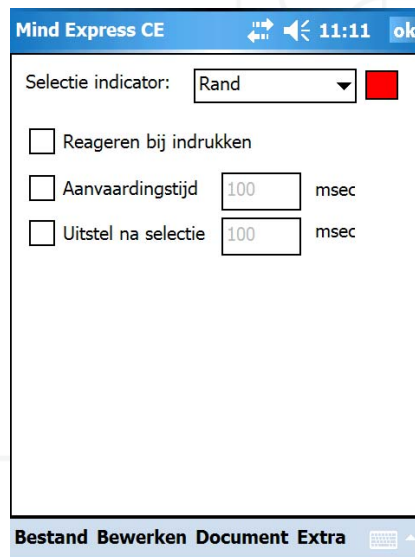 Mind Express CE 11:11 ok
Selectie indicator: Rand
Reageren bij indrukken
Aanvaardingstijd 100 msec
Uitstel na selectie 100 msec
Bestand Bewerken Document Extra